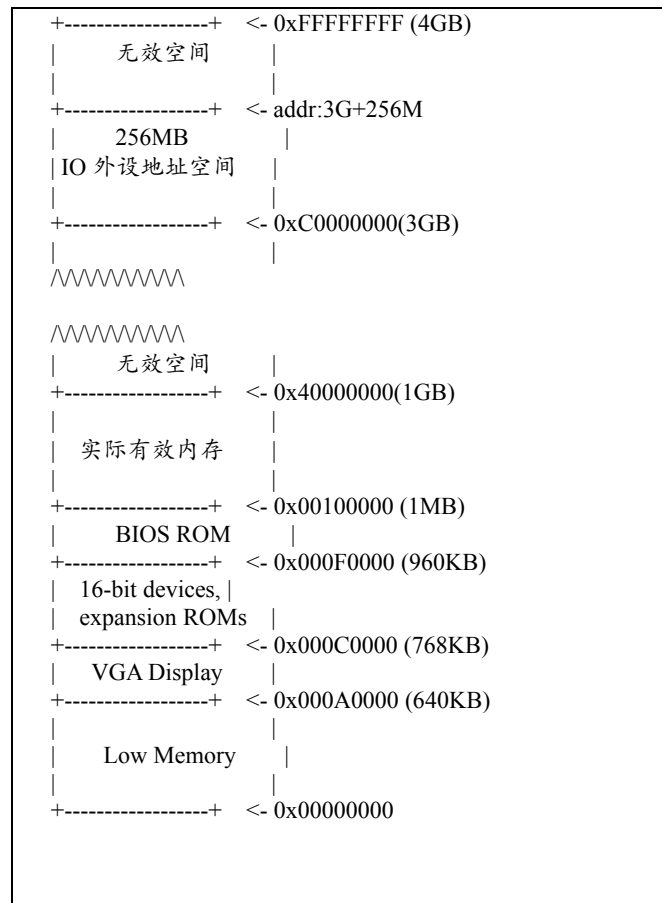 +-------------------+ <- 0xFFFFFFFF (4GB)
| 无效空间 |
| |
+-------------------+ <- addr:3G+256M
| 256MB |
| IO 外设地址空间 |
| |
+-------------------+ <- 0xC0000000(3GB)
| |
/\/\/\/\/\/\/\/\/\/\
/\/\/\/\/\/\/\/\/\/\
| 无效空间 |
+-------------------+ <- 0x40000000(1GB)
| |
| 实际有效内存 |
| |
+-------------------+ <- 0x00100000 (1MB)
| BIOS ROM |
+-------------------+ <- 0x000F0000 (960KB)
| 16-bit devices, |
| expansion ROMs |
+-------------------+ <- 0x000C0000 (768KB)
| VGA Display |
+-------------------+ <- 0x000A0000 (640KB)
| |
| Low Memory |
| |
+-------------------+ <- 0x00000000